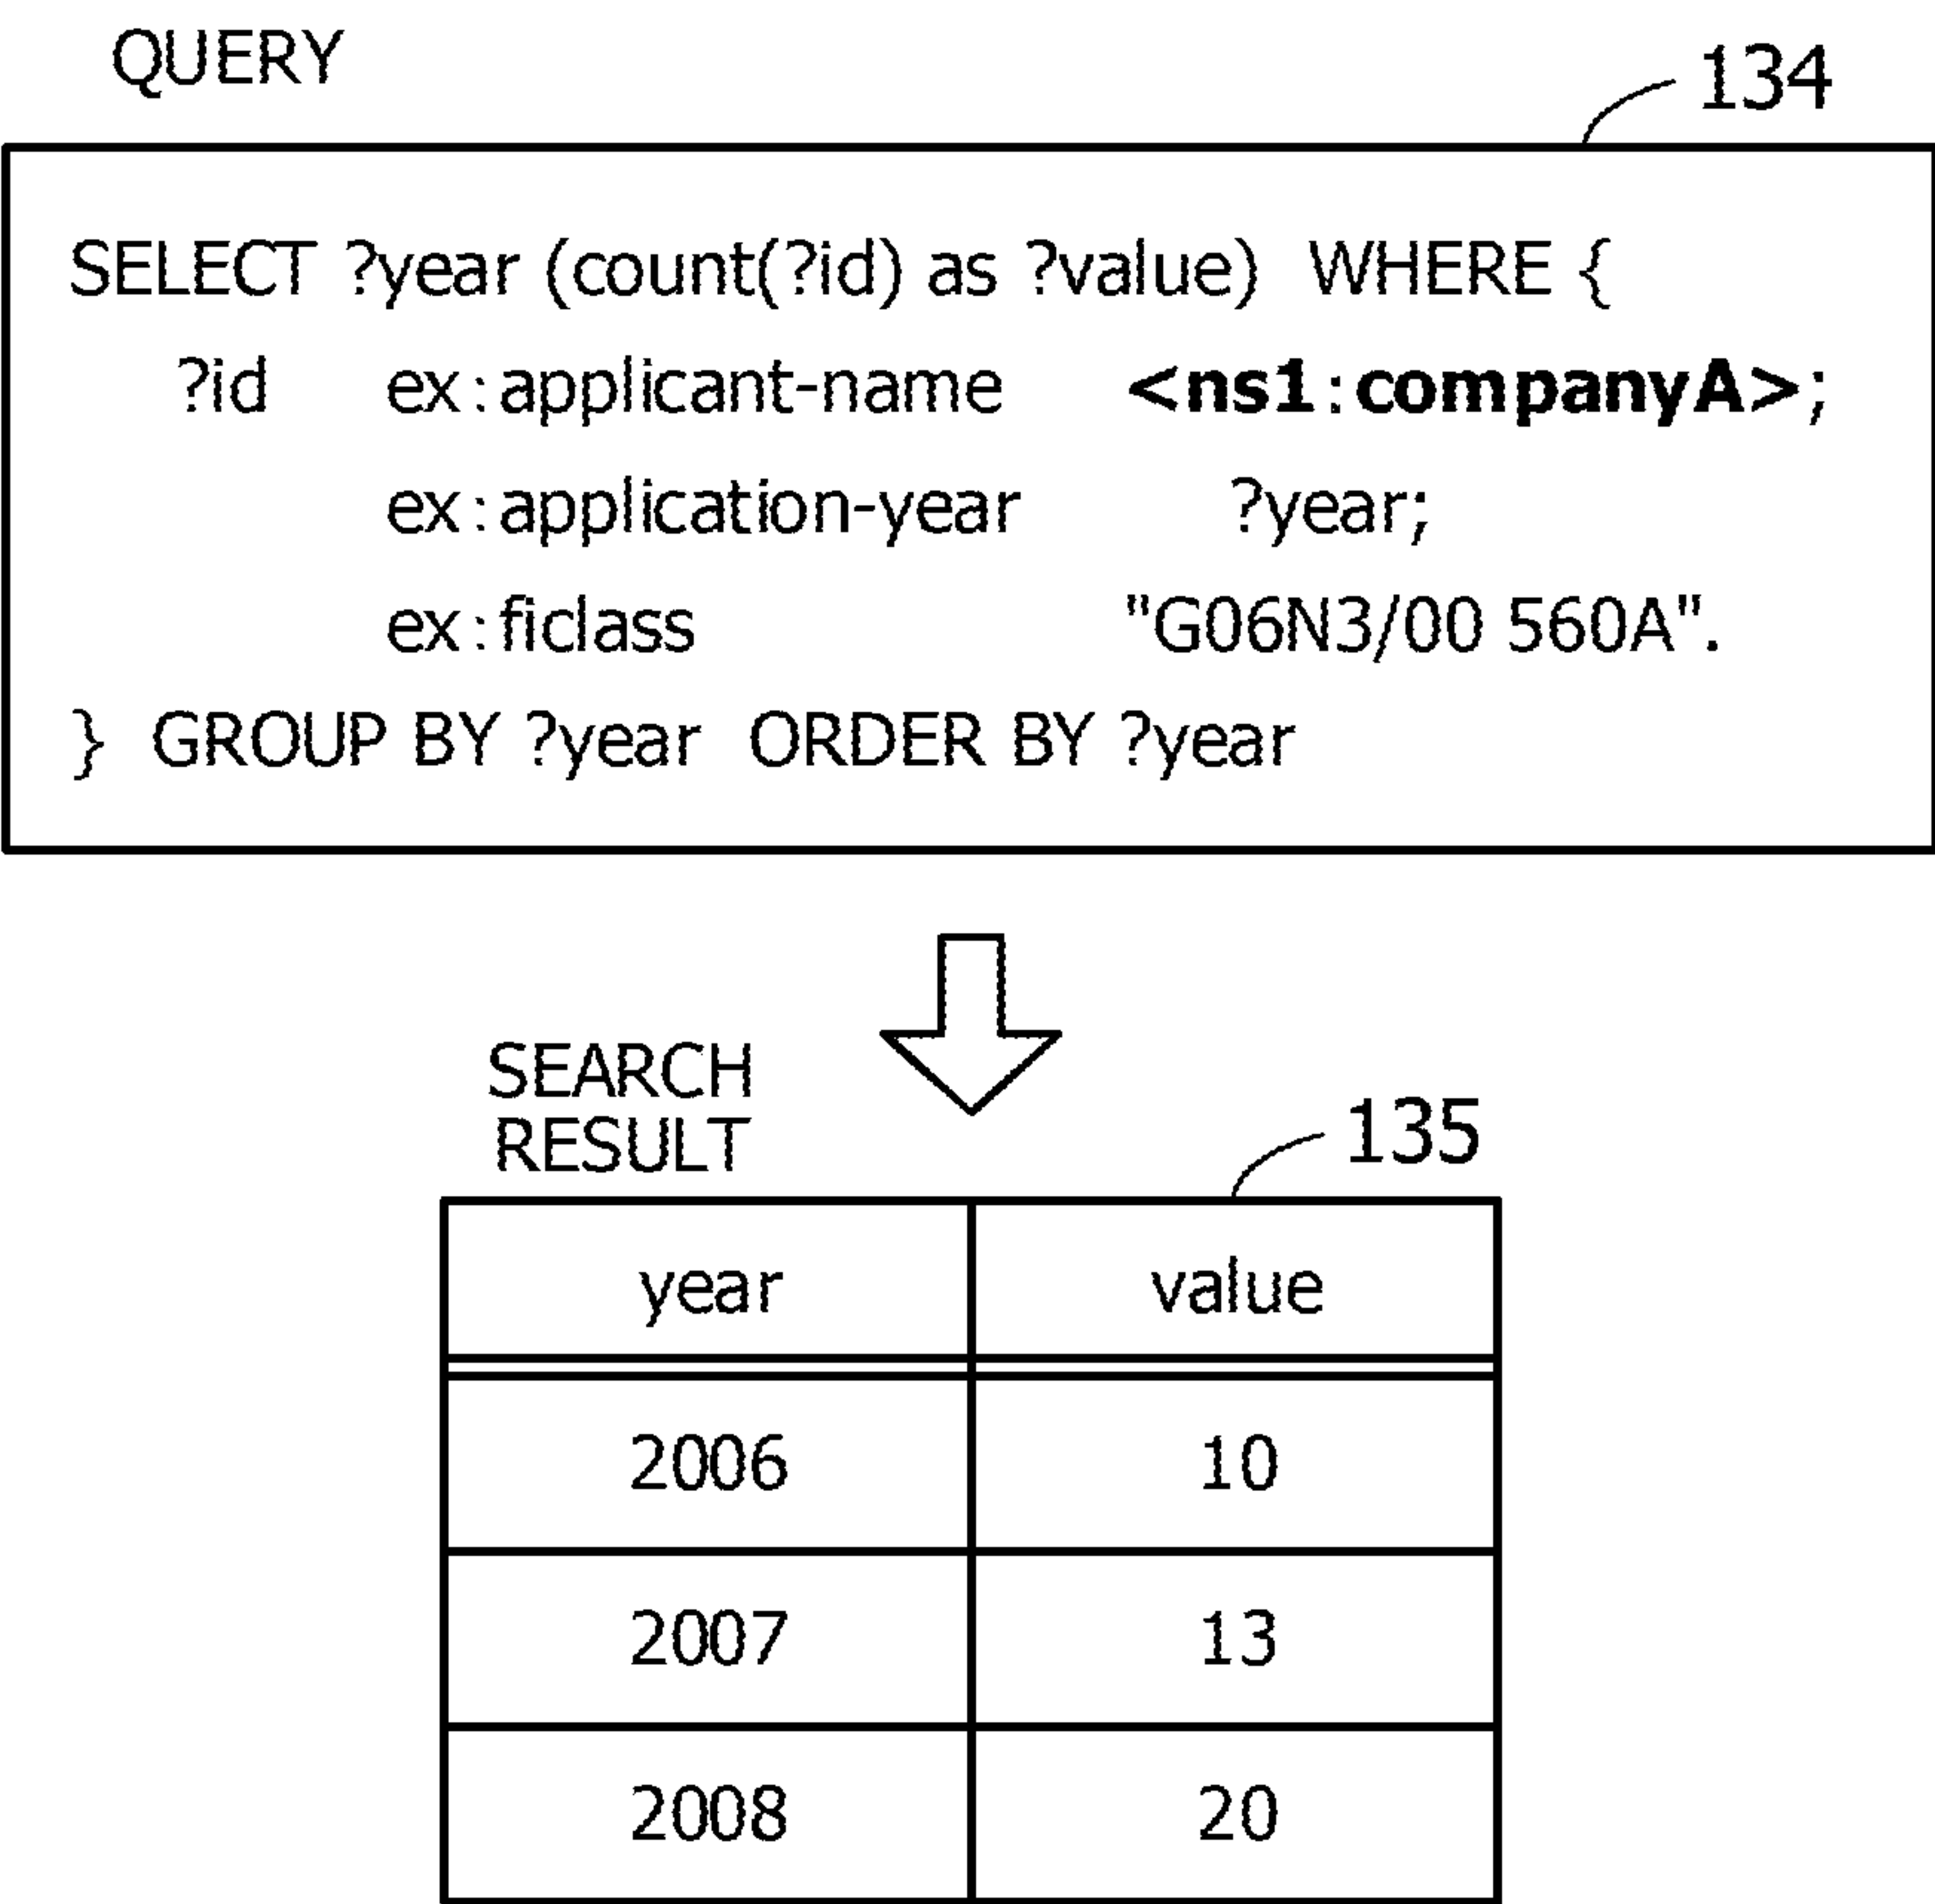 QUERY
134
SELECT ?year (count(?id) as ?value) WHERE {
?id ex:applicant-name <ns1:companyA>;
ex:application-year ?year;
ex:ficlass "G06N3/00 560A".
} GROUP BY ?year ORDER BY ?year
SEARCH
RESULT
135
year value
2006 10
2007 13
2008 20